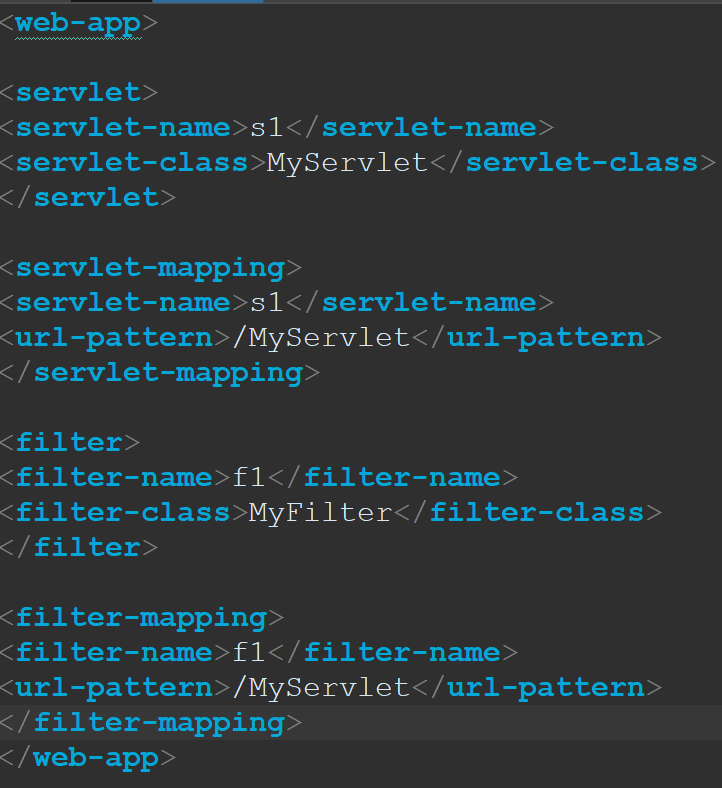 <web-app>
<servlet>
<servlet-name>s1</servlet-name>
<servlet-class>MyServlet</servlet-class>
</servlet>
<servlet-mapping>
<servlet-name>s1</servlet-name>
<url-pattern>/MyServlet</url-pattern>
</servlet-mapping>
<filter>
<filter-name>f1</filter-name>
<filter-class>MyFilter</filter-class>
</filter>
<filter-mapping>
<filter-name>f1</filter-name>
<url-pattern>/MyServlet</url-pattern>
</filter-mapping>
</web-app>